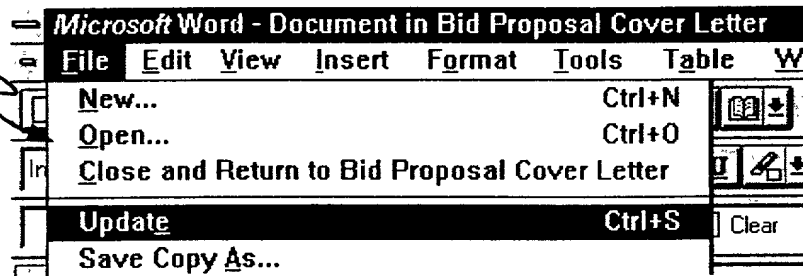 Microsoft Word - Document in Bid Proposal Cover Letter
File Edit View Insert Format Tools Table W
New... Ctrl+N
Open... Ctrl+O
Close and Return to Bid Proposal Cover Letter
Update Ctrl+S
Clear
Save Copy As...